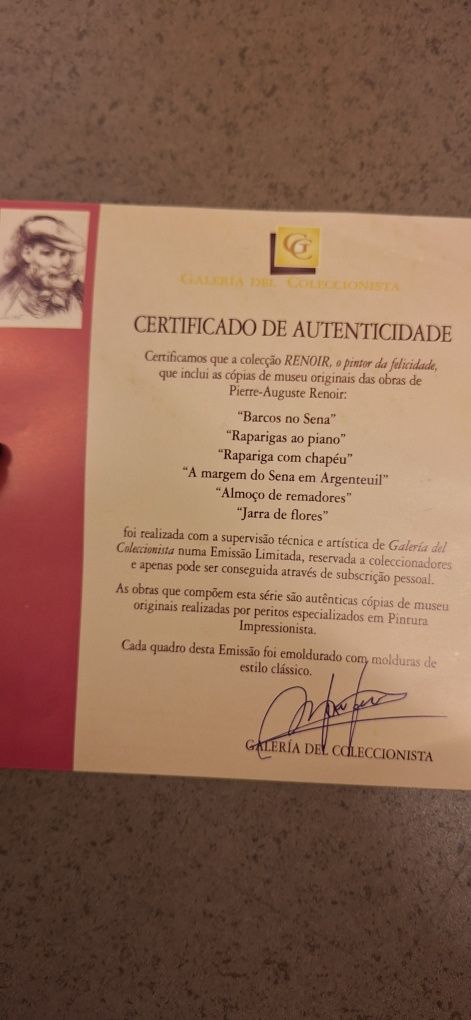 GC
GALERÍA DEL COLECCIONISTA
CERTIFICADO DE AUTENTICIDADE
Certificamos que a colecção RENOIR, o pintor da felicidade,
que inclui as cópias de museu originais das obras de
Pierre-Auguste Renoir:
“Barcos no Sena”
“Raparigas ao piano”
“Rapariga com chapéu”
“A margem do Sena em Argenteuil”
“Almoço de remadores”
“Jarra de flores”
foi realizada com a supervisão técnica e artística de Galería del
Coleccionista numa Emissão Limitada, reservada a coleccionadores
e apenas pode ser conseguida através de subscrição pessoal.
As obras que compõem esta série são autênticas cópias de museu
originais realizadas por peritos especializados em Pintura
Impressionista.
Cada quadro desta Emissão foi emoldurado com molduras de
estilo clássico.
GALERÍA DEL COLECCIONISTA